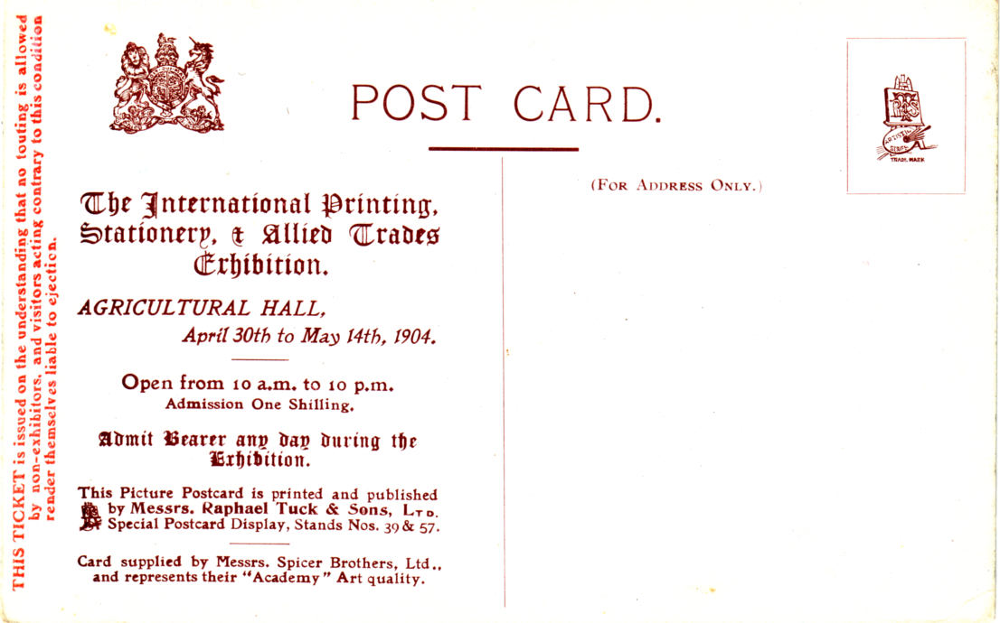 THIS TICKET is issued on the understanding that no touting is allowed
by non-exhibitors, and visitors acting contrary to this condition
render themselves liable to ejection.
POST CARD.
(For Address Only.)
ARTISTIC
SERIES
TRADE MARK
The International Printing,
Stationery, & Allied Trades
Exhibition.
AGRICULTURAL HALL,
April 30th to May 14th, 1904.
Open from 10 a.m. to 10 p.m.
Admission One Shilling.
Admit Bearer any day during the
Exhibition.
This Picture Postcard is printed and published
by Messrs. Raphael Tuck & Sons, LTD.
Special Postcard Display, Stands Nos. 39 & 57.
Card supplied by Messrs. Spicer Brothers, Ltd.,
and represents their "Academy" Art quality.